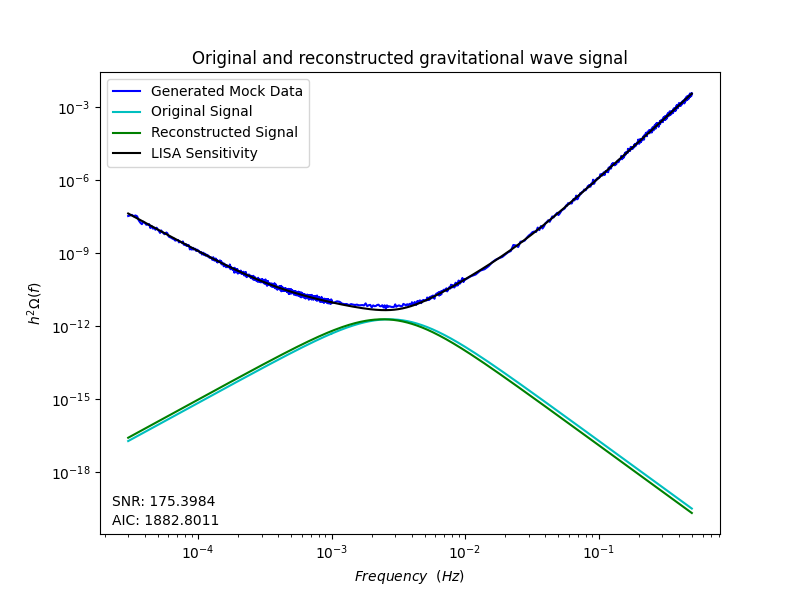 Original and reconstructed gravitational wave signal
Generated Mock Data
Original Signal
Reconstructed Signal
LISA Sensitivity
10⁻³
10⁻⁶
10⁻⁹
10⁻¹²
10⁻¹⁵
10⁻¹⁸
h²Ω(f)
SNR: 175.3984
AIC: 1882.8011
10⁻⁴ 10⁻³ 10⁻² 10⁻¹
Frequency (Hz)